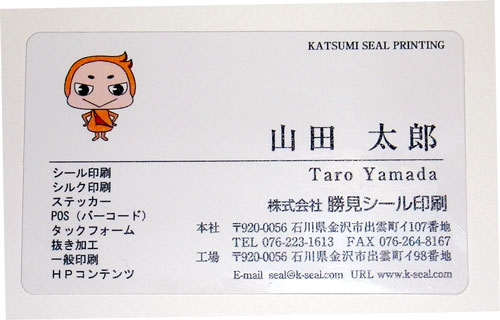 KATSUMI SEAL PRINTING
山田 太郎
Taro Yamada
シール印刷
シルク印刷
ステッカー
POS（バーコード）
タックフォーム
抜き加工
一般印刷
HPコンテンツ
株式会社 勝見シール印刷
本社 〒920-0056 石川県金沢市出雲町イ107番地
TEL 076-223-1613 FAX 076-264-8167
工場 〒920-0056 石川県金沢市出雲町イ98番地
E-mail seal@k-seal.com URL www.k-seal.com